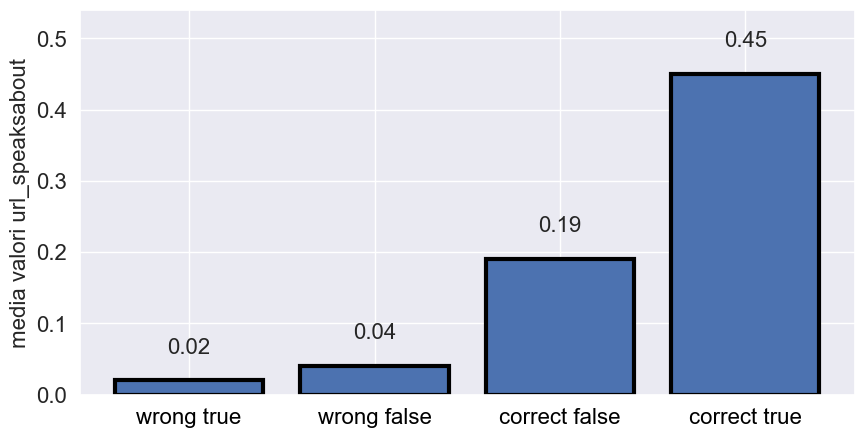 media valori url_speaksabout
0.5
0.4
0.3
0.2
0.1
0.0
0.02
0.04
0.19
0.45
wrong true
wrong false
correct false
correct true